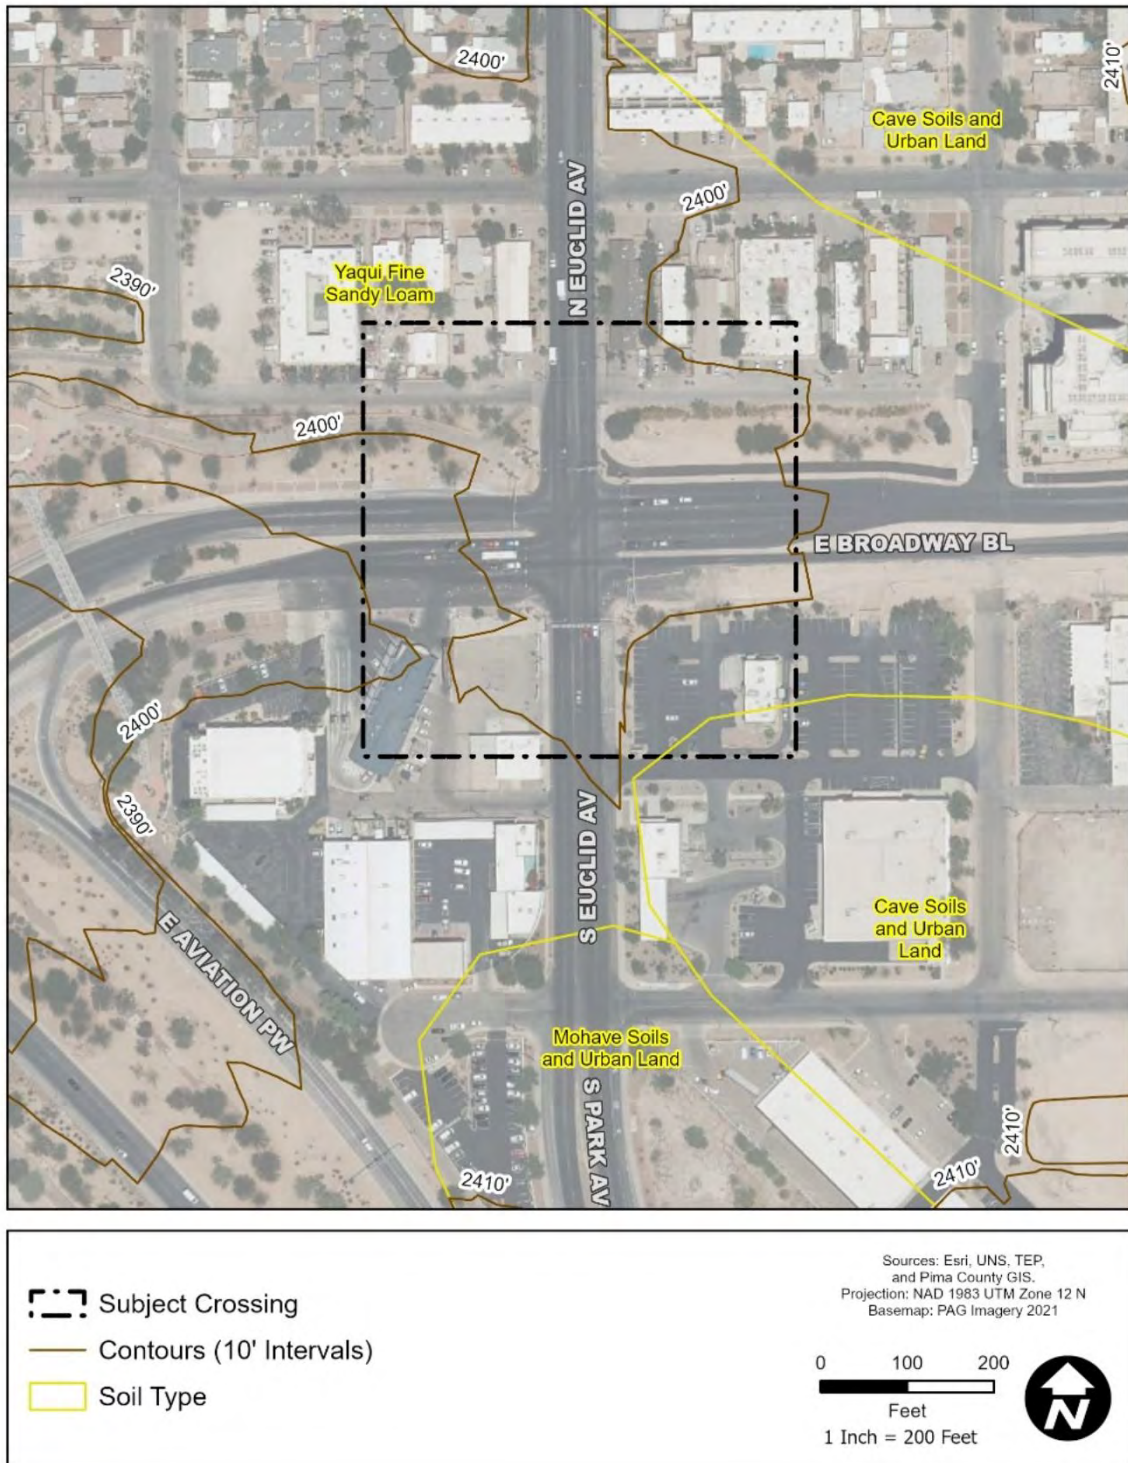 2400'
2410'
Cave Soils and
Urban Land
N EUCLID AV
2400'
Yaqui Fine
Sandy Loam
2390'
2400'
E BROADWAY BL
2400'
2390'
S EUCLID AV
E AVIATION PW
Cave Soils
and Urban
Land
Mohave Soils
and Urban Land
S PARK AV
2410'
2410'
2410'
Subject Crossing
Contours (10' Intervals)
Soil Type
Sources: Esri, UNS, TEP,
and Pima County GIS.
Projection: NAD 1983 UTM Zone 12 N
Basemap: PAG Imagery 2021
0 100 200
Feet
1 Inch = 200 Feet
N